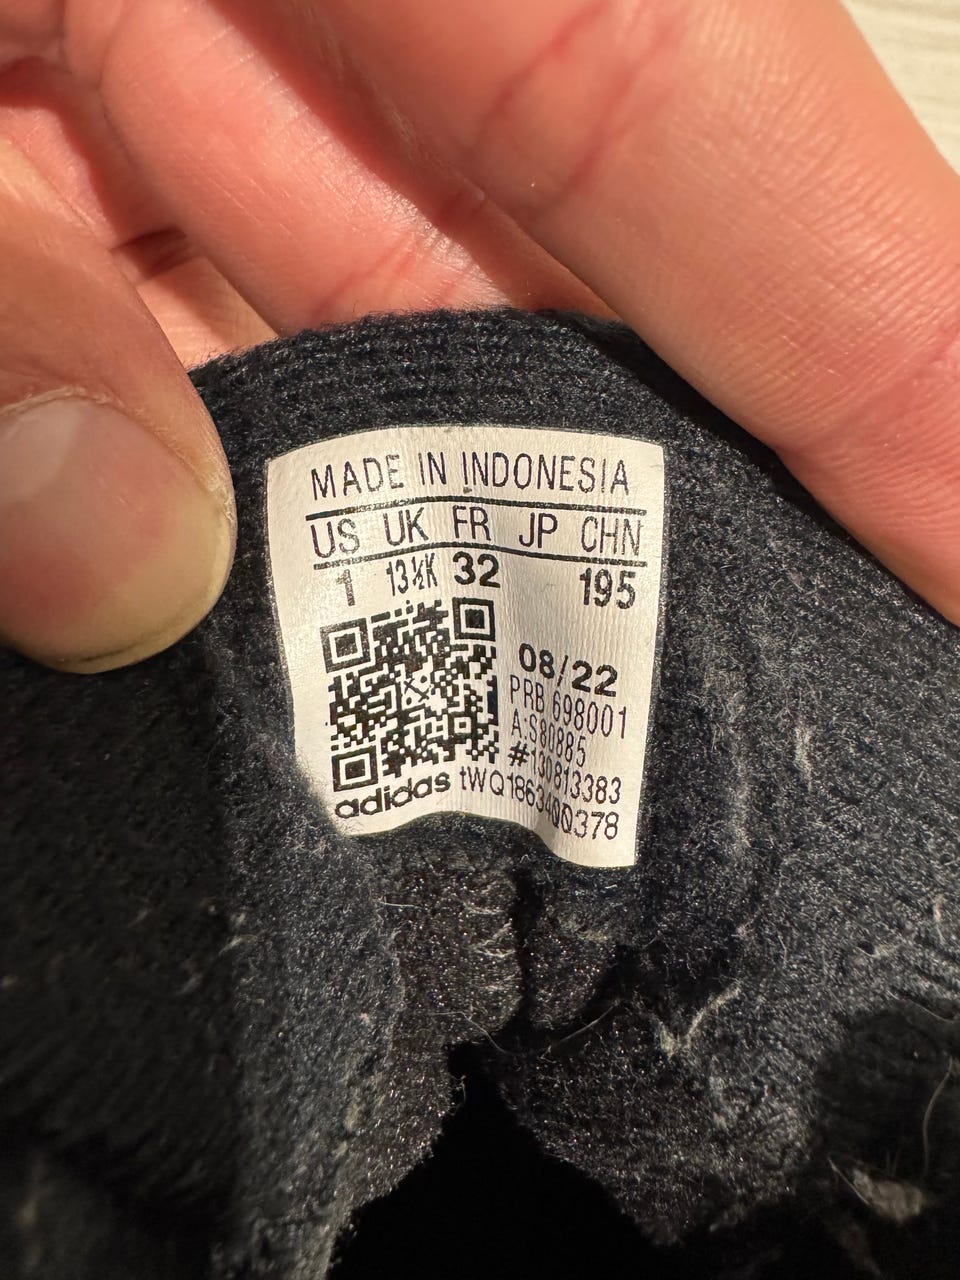 MADE IN INDONESIA
US UK FR JP CHN
1 13½K 32 195
08/22
PRB 698001
A:S80885
#130813383
adidas